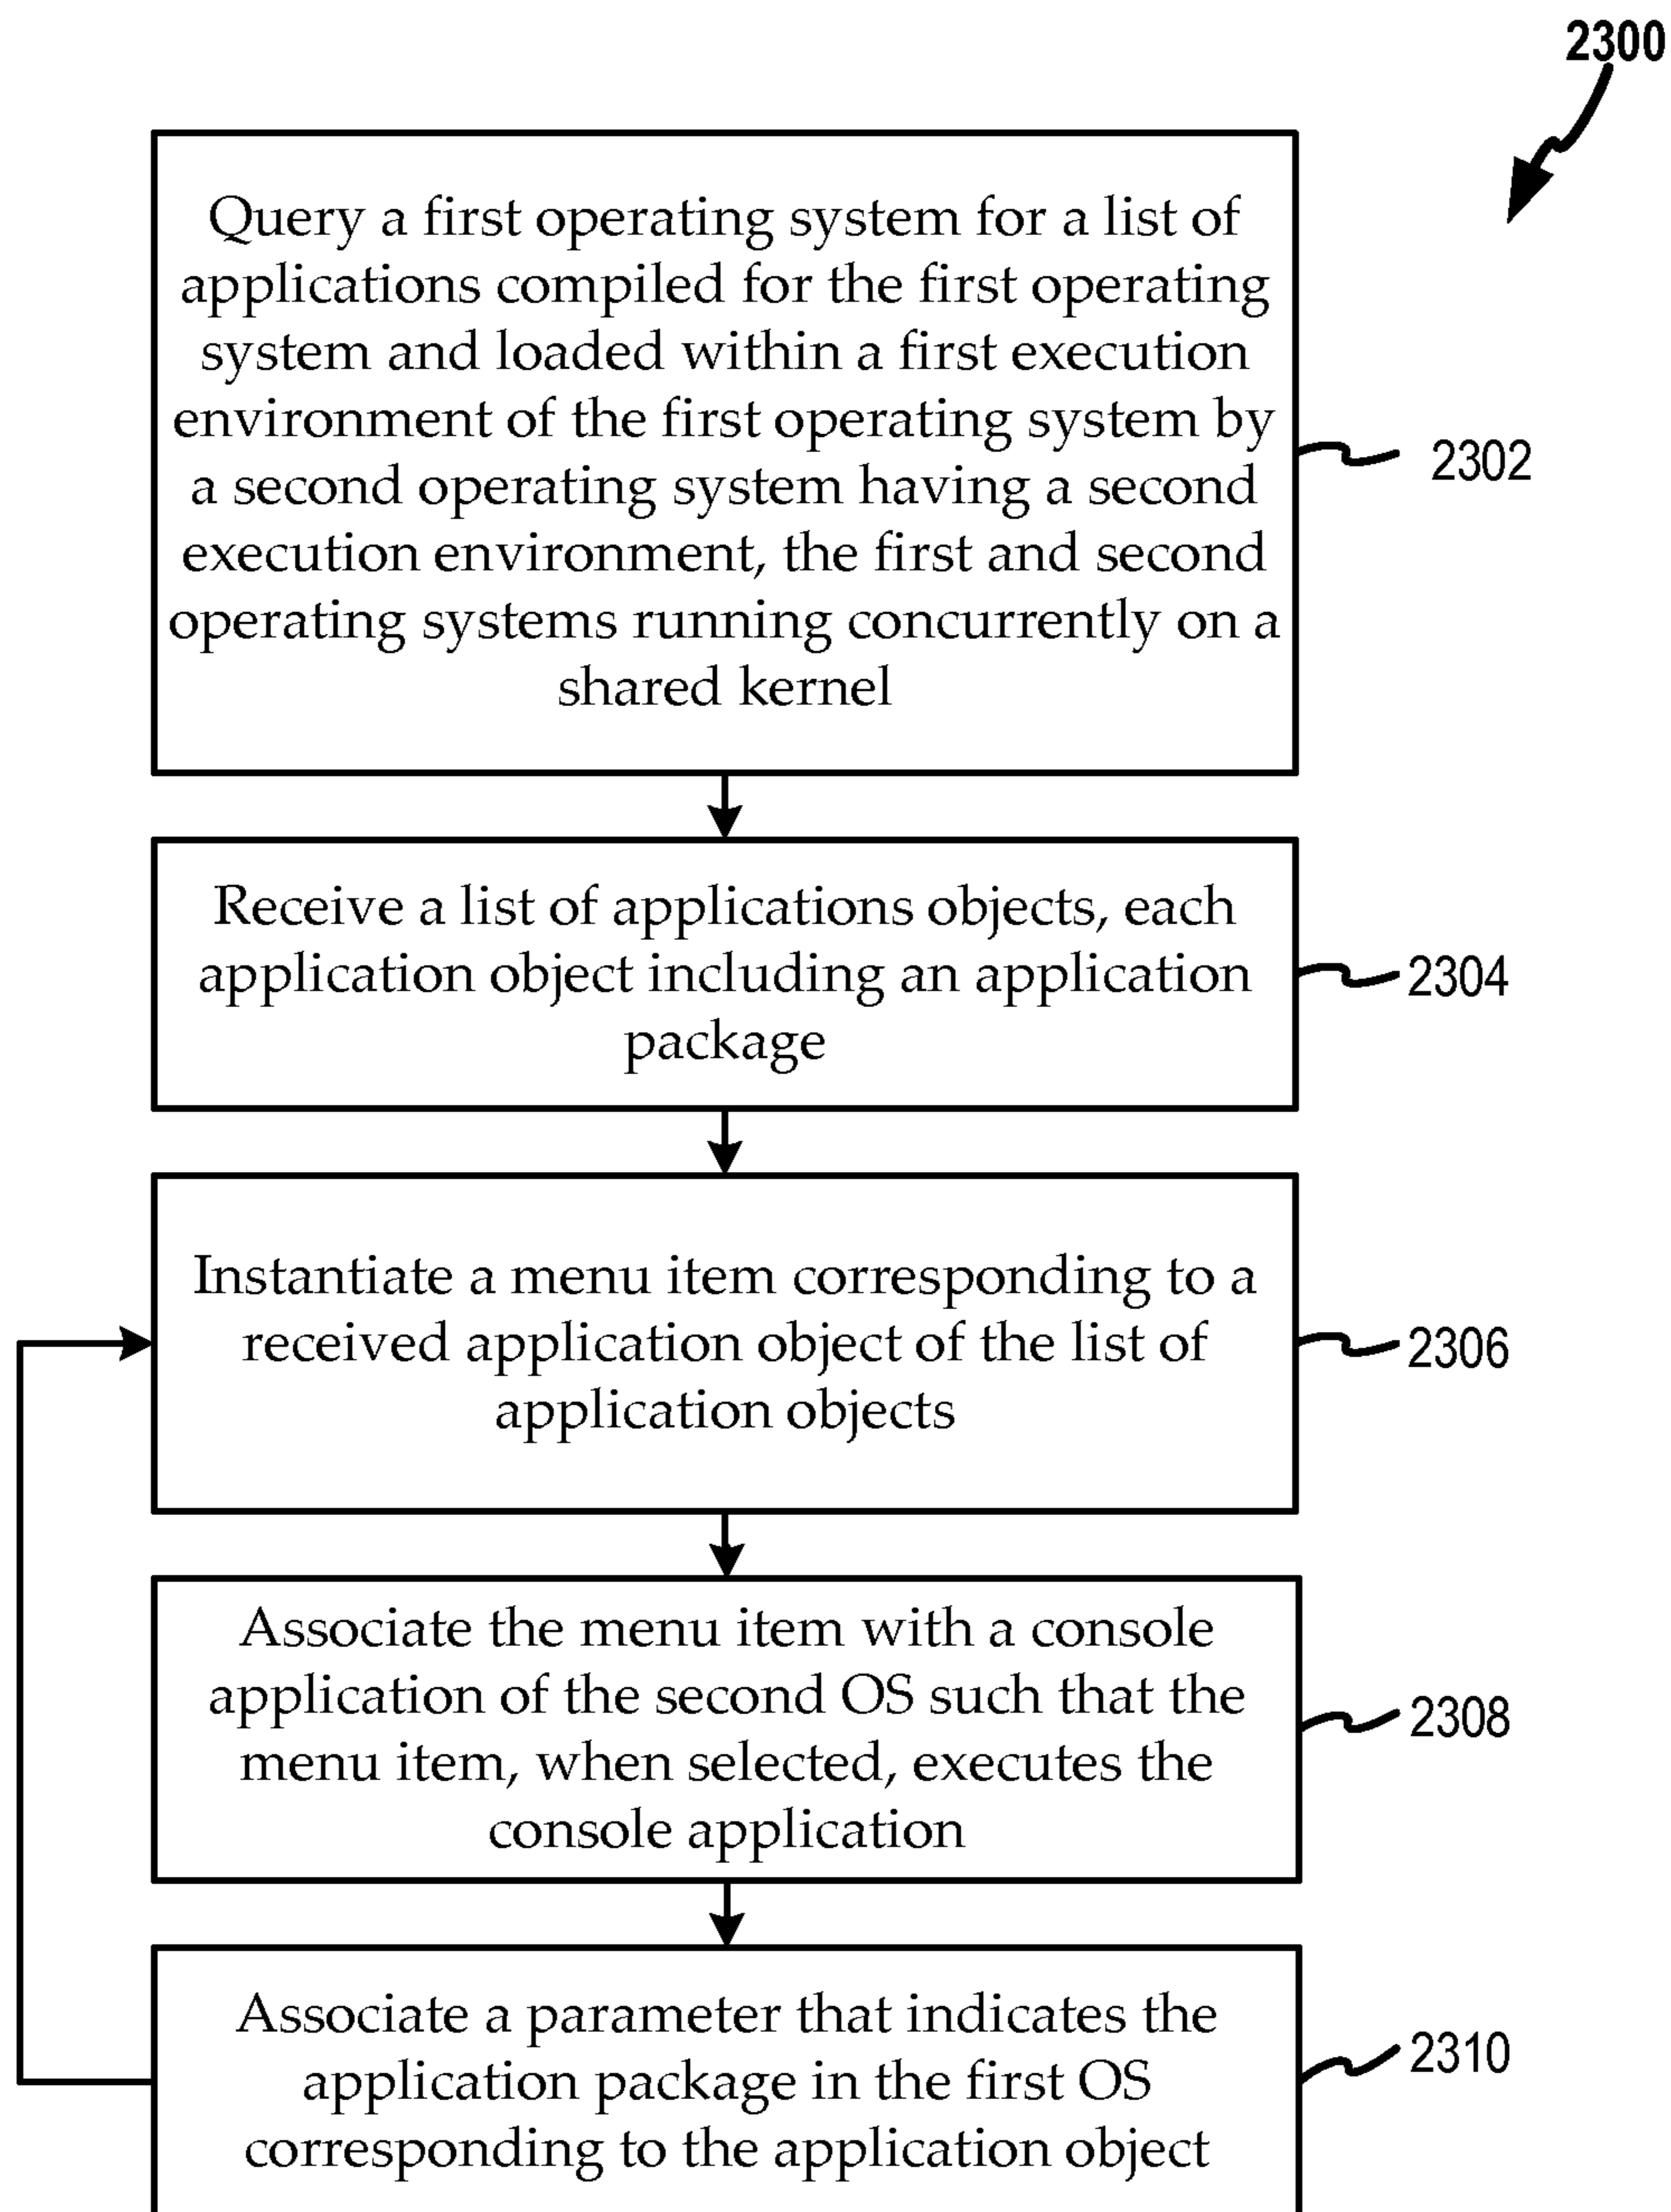 2300
Query a first operating system for a list of
applications compiled for the first operating
system and loaded within a first execution
environment of the first operating system by
a second operating system having a second
execution environment, the first and second
operating systems running concurrently on a
shared kernel
2302
Receive a list of applications objects, each
application object including an application
package
2304
Instantiate a menu item corresponding to a
received application object of the list of
application objects
2306
Associate the menu item with a console
application of the second OS such that the
menu item, when selected, executes the
console application
2308
Associate a parameter that indicates the
application package in the first OS
corresponding to the application object
2310